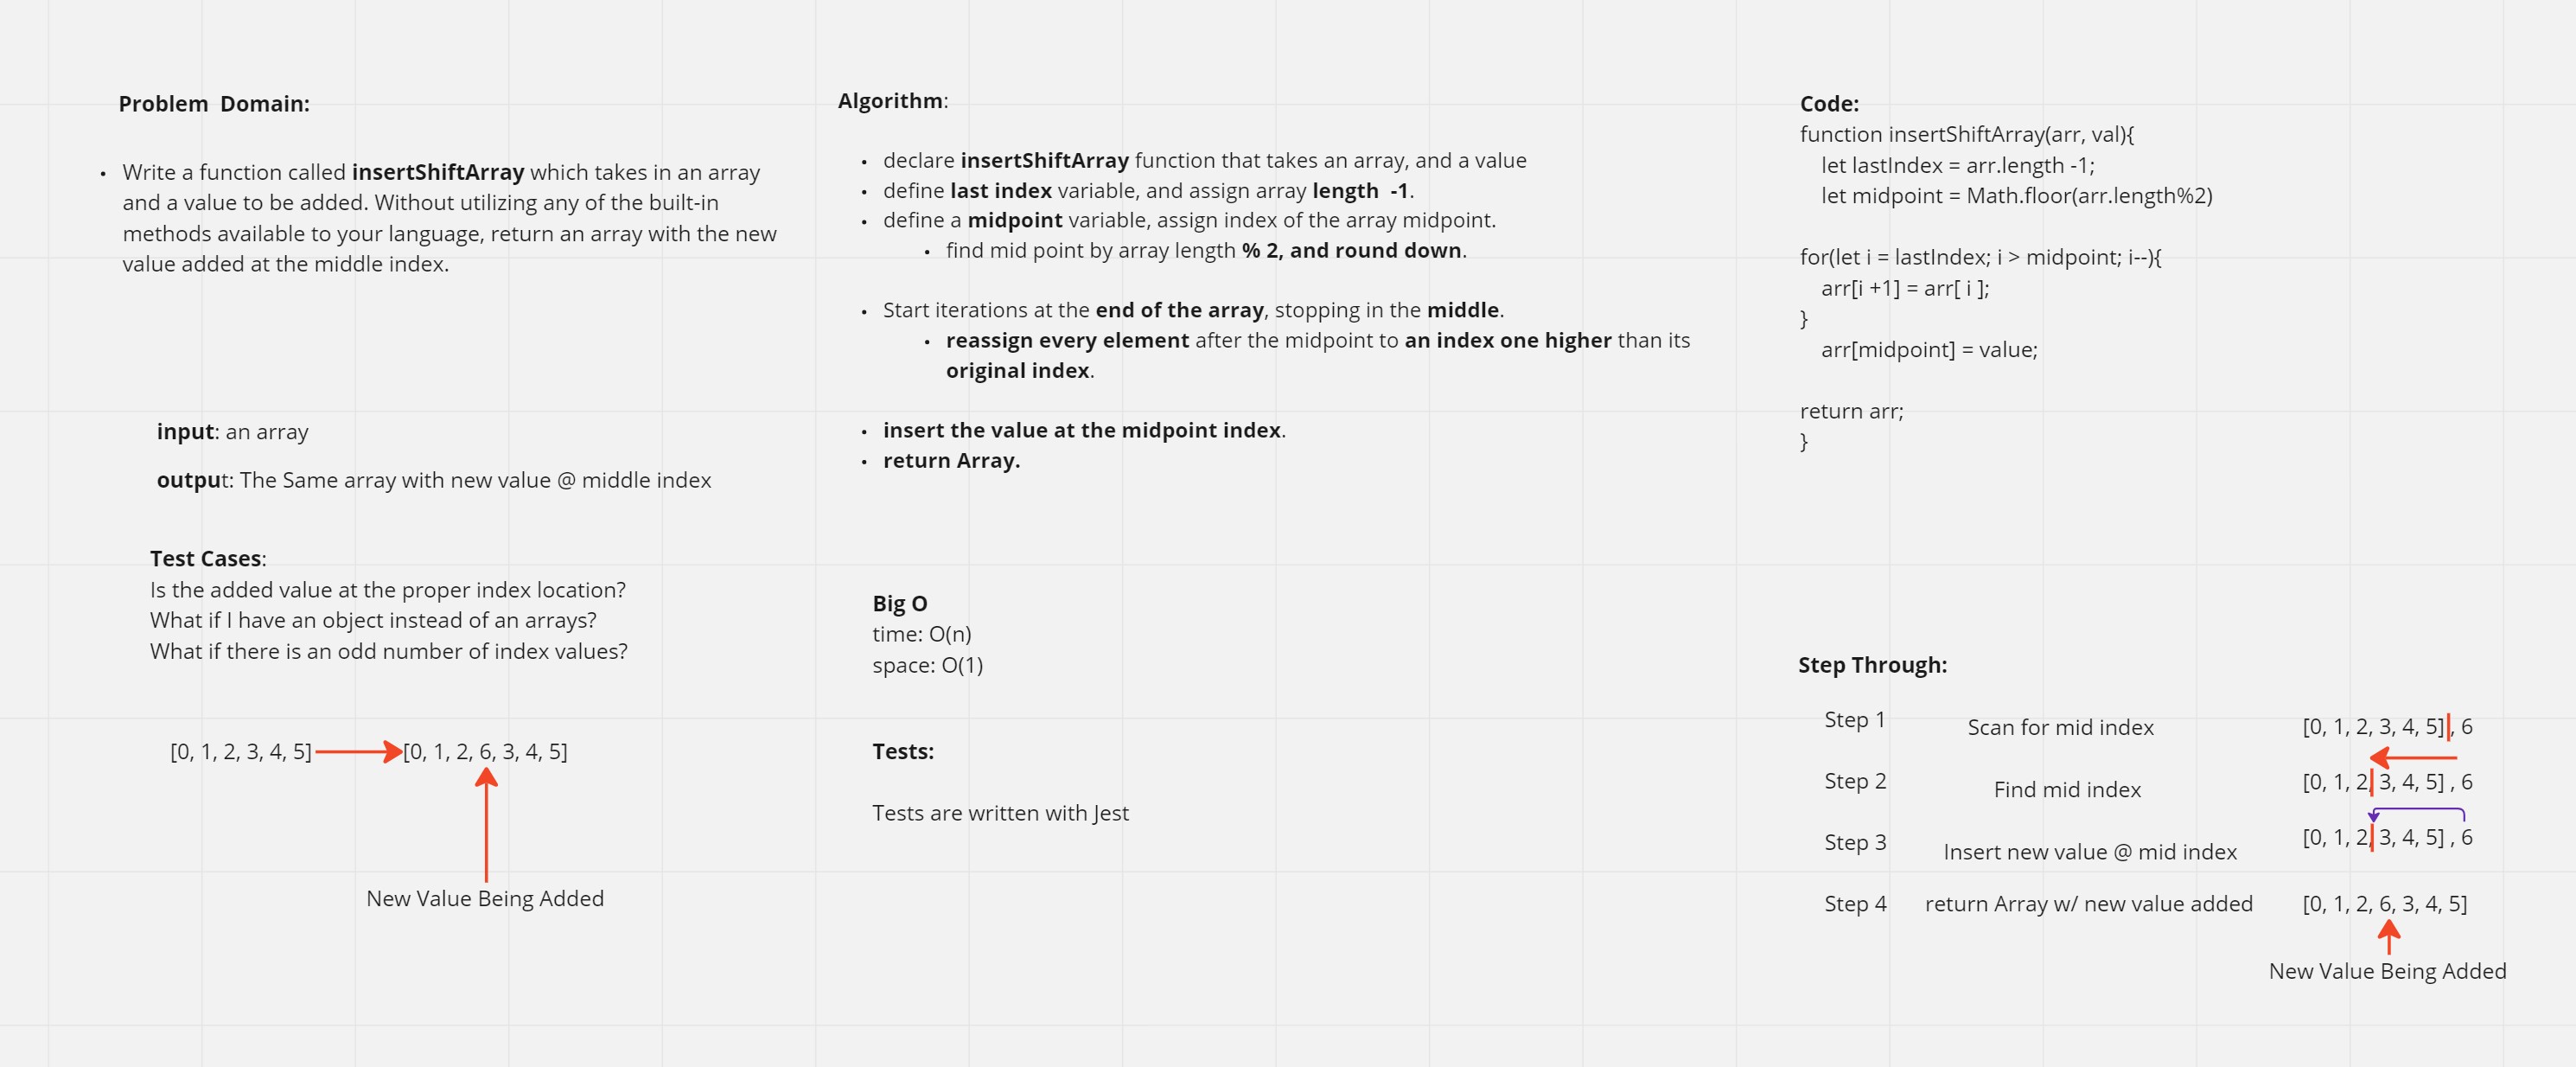 Problem  Domain:
• Write a function called insertShiftArray which takes in an array
and a value to be added. Without utilizing any of the built-in
methods available to your language, return an array with the new
value added at the middle index.
input: an array
output: The Same array with new value @ middle index
Test Cases:
Is the added value at the proper index location?
What if I have an object instead of an arrays?
What if there is an odd number of index values?
[0, 1, 2, 3, 4, 5]
[0, 1, 2, 6, 3, 4, 5]
New Value Being Added
Algorithm:
• declare insertShiftArray function that takes an array, and a value
• define last index variable, and assign array length  -1.
• define a midpoint variable, assign index of the array midpoint.
• find mid point by array length % 2, and round down.
• Start iterations at the end of the array, stopping in the middle.
• reassign every element after the midpoint to an index one higher than its
original index.
• insert the value at the midpoint index.
• return Array.
Big O
time: O(n)
space: O(1)
Tests:
Tests are written with Jest
Code:
function insertShiftArray(arr, val){
let lastIndex = arr.length -1;
let midpoint = Math.floor(arr.length%2)
for(let i = lastIndex; i > midpoint; i--){
arr[i +1] = arr[ i ];
}
arr[midpoint] = value;
return arr;
}
Step Through:
Step 1 Scan for mid index [0, 1, 2, 3, 4, 5] , 6
Step 2 Find mid index [0, 1, 2, 3, 4, 5] , 6
Step 3 Insert new value @ mid index [0, 1, 2, 3, 4, 5] , 6
Step 4 return Array w/ new value added [0, 1, 2, 6, 3, 4, 5]
New Value Being Added